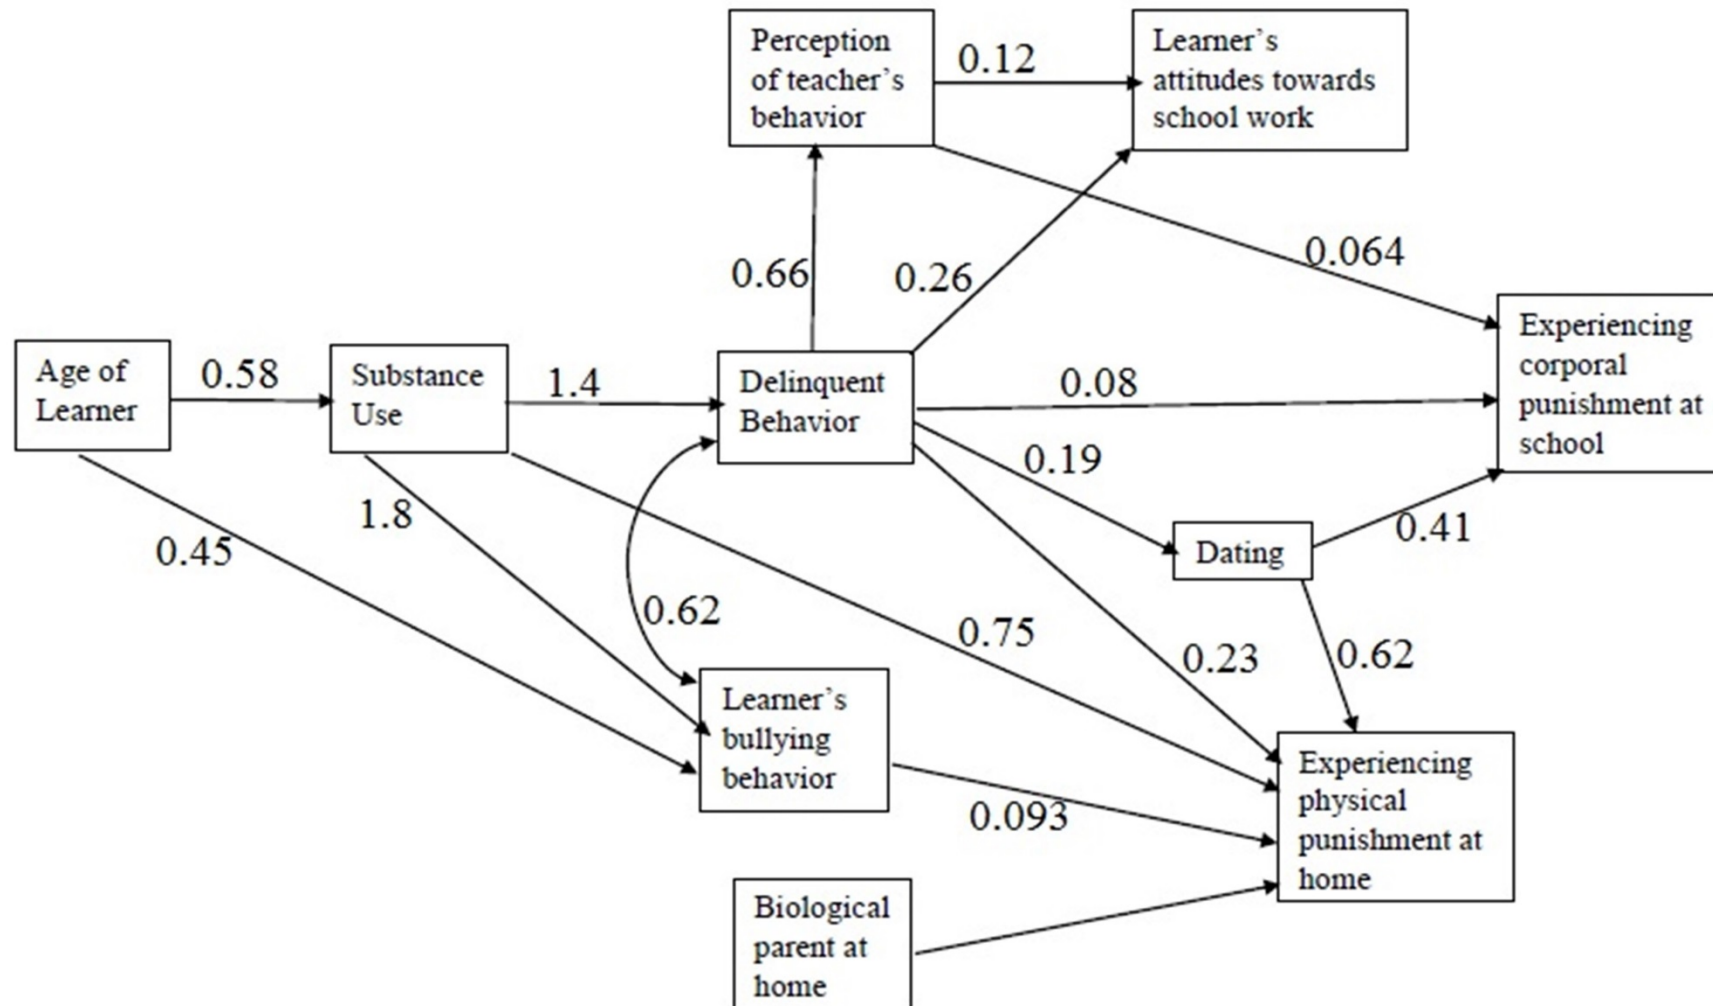 Perception
of teacher's
behavior
0.12
Learner's
attitudes towards
school work
0.66
0.26
0.064
Age of
Learner
0.58
Substance
Use
1.4
Delinquent
Behavior
0.08
Experiencing
corporal
punishment at
school
0.19
Dating
0.41
0.45
1.8
0.62
0.75
0.23
0.62
Learner's
bullying
behavior
0.093
Experiencing
physical
punishment at
home
Biological
parent at
home